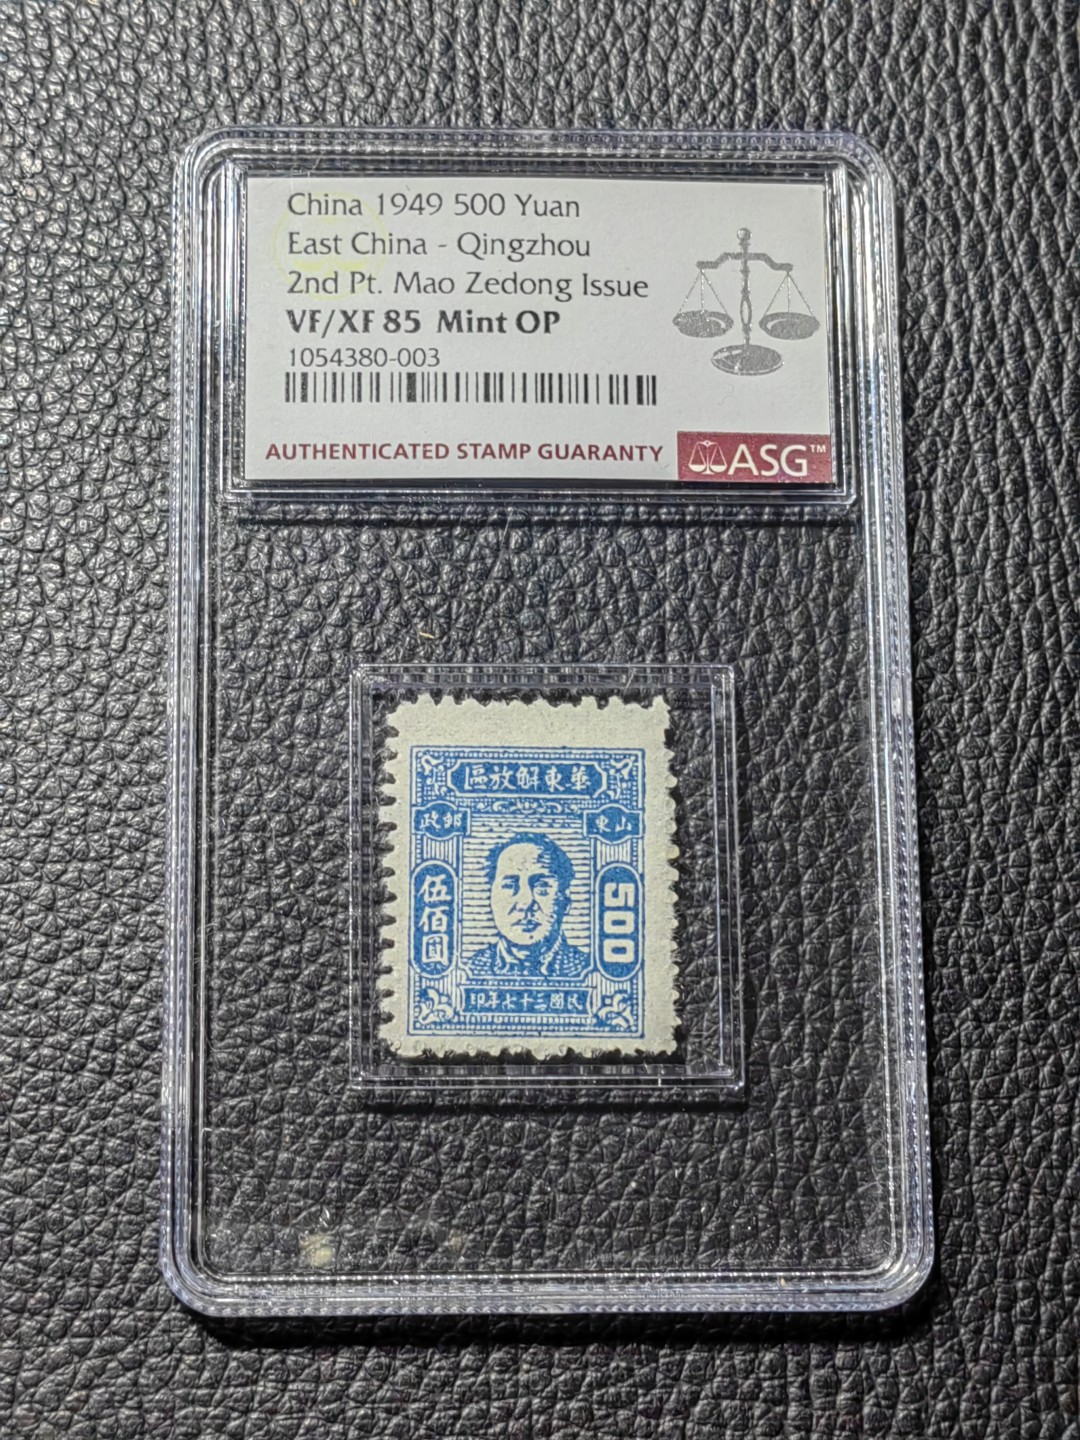 China 1949 500 Yuan
East China - Qingzhou
2nd Pt. Mao Zedong Issue
VF/XF 85 Mint OP
1054380-003
AUTHENTICATED STAMP GUARANTY
ASG™
區放解東華
政郵
東山
伍佰圓
500
印年七十三國民